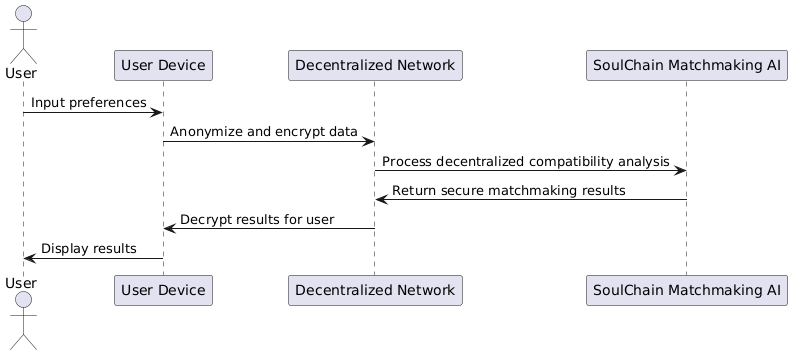 User
User Device
Decentralized Network
SoulChain Matchmaking AI
Input preferences
Anonymize and encrypt data
Process decentralized compatibility analysis
Return secure matchmaking results
Decrypt results for user
Display results
User
User Device
Decentralized Network
SoulChain Matchmaking AI